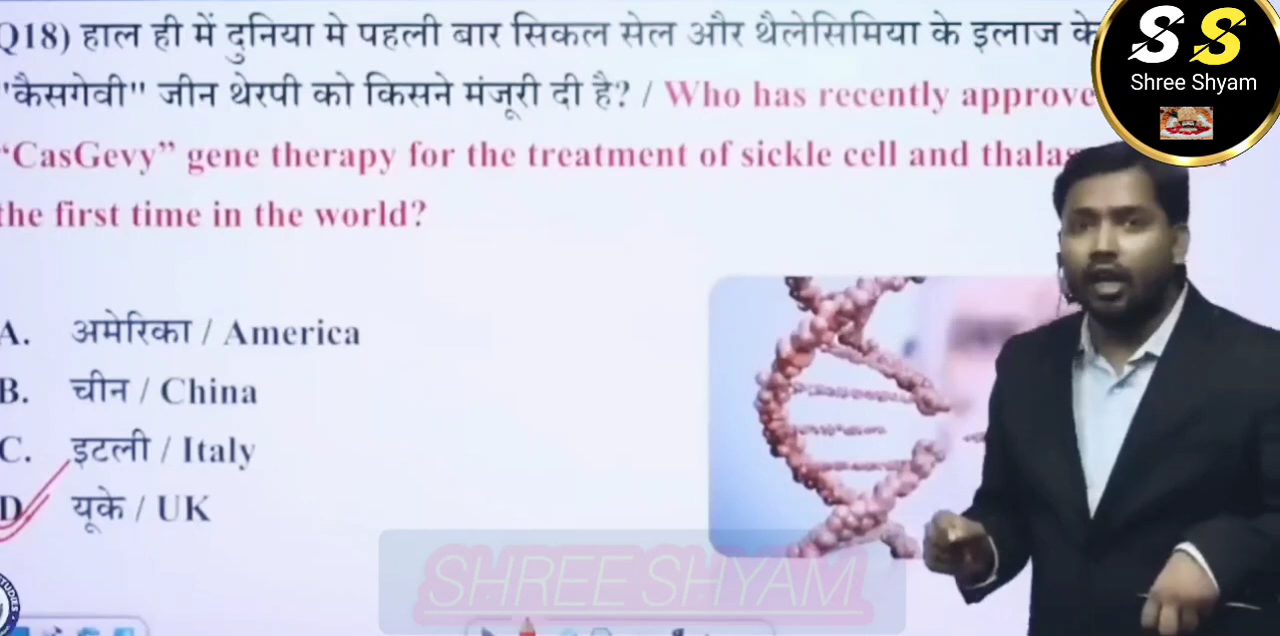 Q18) हाल ही में दुनिया मे पहली बार सिकल सेल और थैलेसिमिया के इलाज के
"कैसगेवी" जीन थेरपी को किसने मंजूरी दी है? / Who has recently approve
“CasGevy” gene therapy for the treatment of sickle cell and
the first time in the world?
A. अमेरिका / America
B. चीन / China
C. इटली / Italy
D यूके / UK
SS
Shree Shyam
SHREE SHYAM